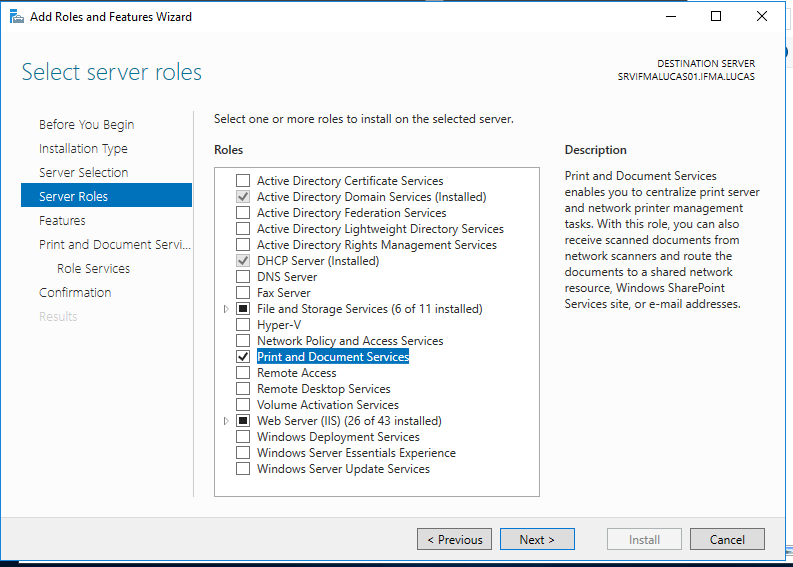 Add Roles and Features Wizard
Select server roles
DESTINATION SERVER
SRVIFMALUCAS01.IFMA.LUCAS
Before You Begin
Installation Type
Server Selection
Server Roles
Features
Print and Document Servi...
Role Services
Confirmation
Results
Select one or more roles to install on the selected server.
Roles
Active Directory Certificate Services
Active Directory Domain Services (Installed)
Active Directory Federation Services
Active Directory Lightweight Directory Services
Active Directory Rights Management Services
DHCP Server (Installed)
DNS Server
Fax Server
File and Storage Services (6 of 11 installed)
Hyper-V
Network Policy and Access Services
Print and Document Services
Remote Access
Remote Desktop Services
Volume Activation Services
Web Server (IIS) (26 of 43 installed)
Windows Deployment Services
Windows Server Essentials Experience
Windows Server Update Services
Description
Print and Document Services
enables you to centralize print server
and network printer management
tasks. With this role, you can also
receive scanned documents from
network scanners and route the
documents to a shared network
resource, Windows SharePoint
Services site, or e-mail addresses.
< Previous
Next >
Install
Cancel